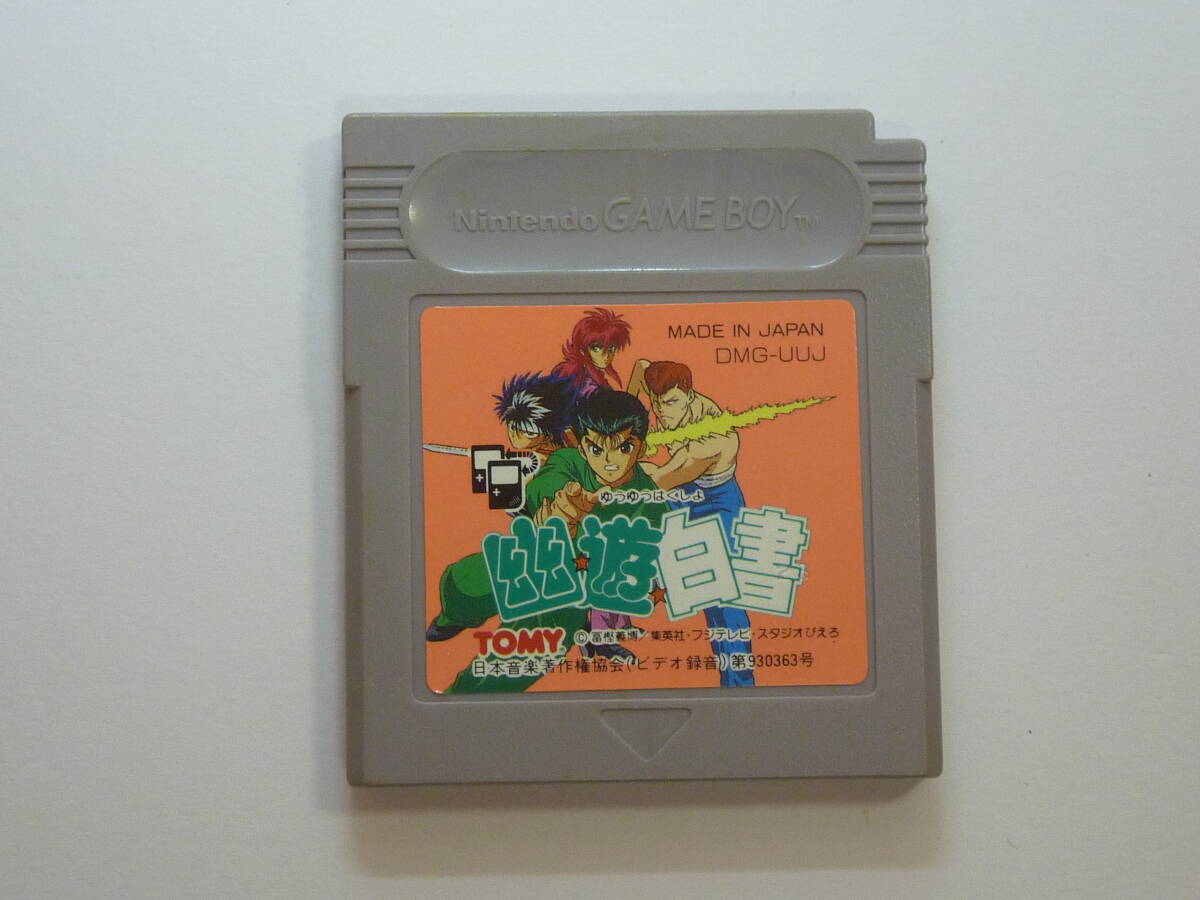 Nintendo GAME BOY TM
MADE IN JAPAN
DMG-UUJ
ゆうゆうはくしょ
幽★遊★白書
TOMY® ©冨樫義博/集英社・フジテレビ・スタジオぴえろ
日本音楽著作権協会(ビデオ録音)第930363号